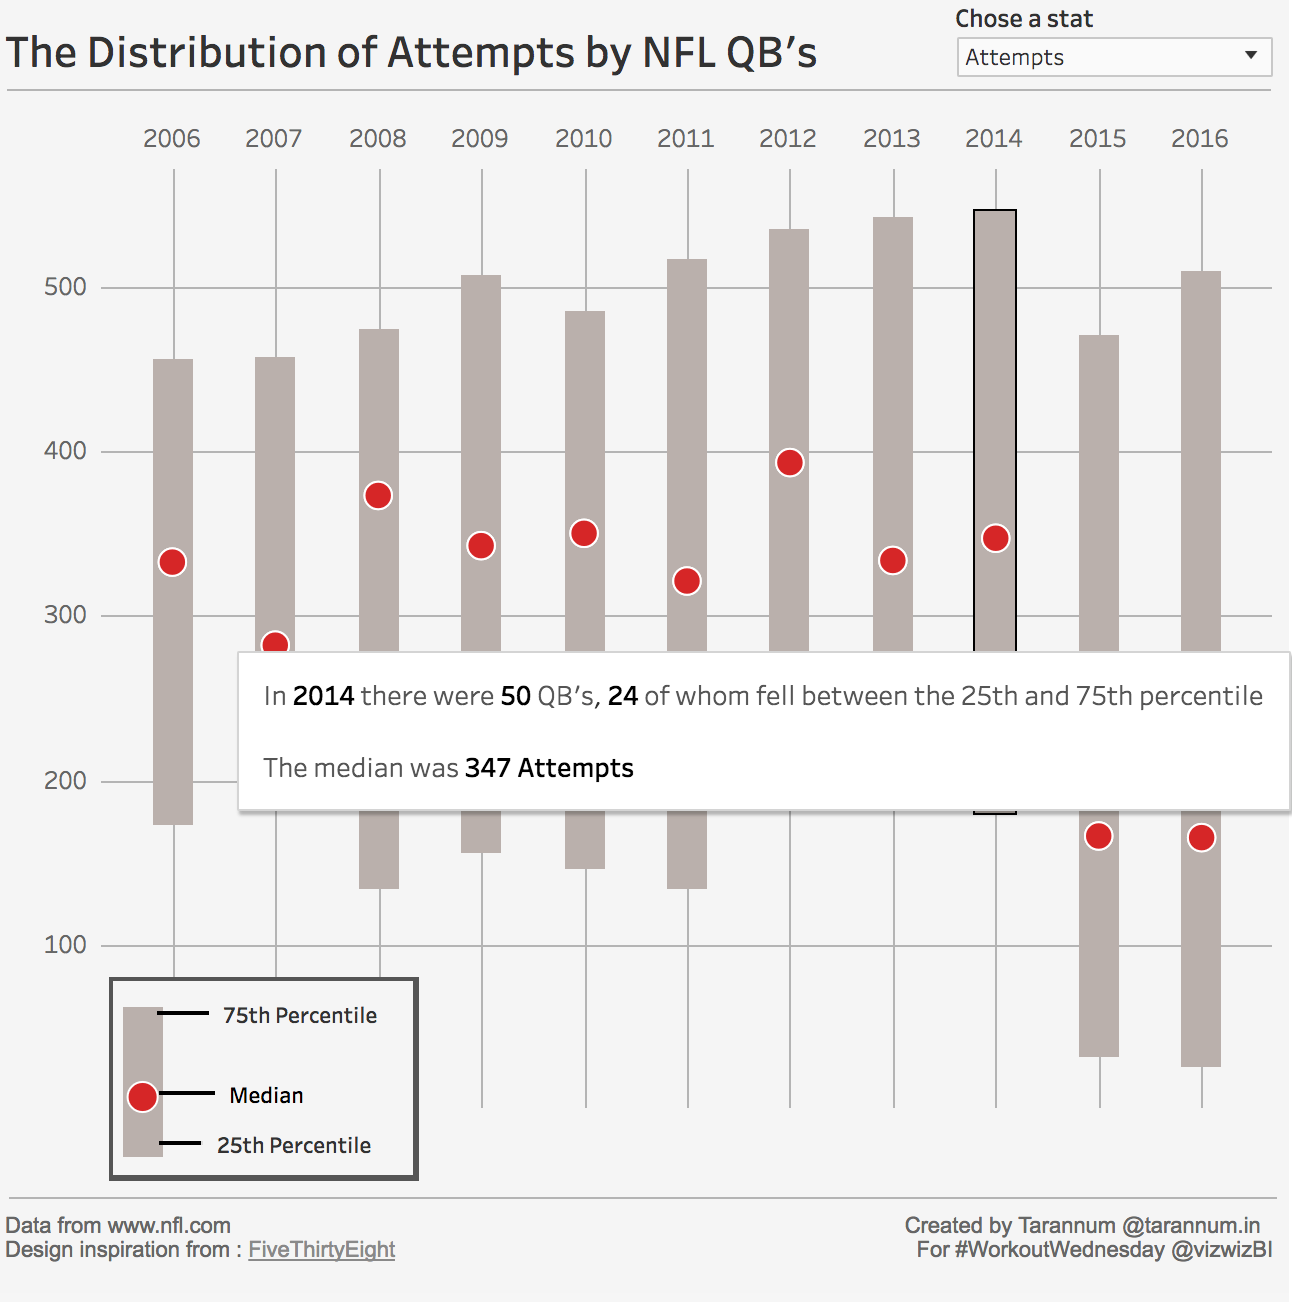 Chose a stat
The Distribution of Attempts by NFL QB's
Attempts
2006 2007 2008 2009 2010 2011 2012 2013 2014 2015 2016
500
400
300
In 2014 there were 50 QB's, 24 of whom fell between the 25th and 75th percentile
The median was 347 Attempts
200
100
75th Percentile
Median
25th Percentile
Data from www.nfl.com
Design inspiration from : FiveThirtyEight
Created by Tarannum @tarannum.in
For #WorkoutWednesday @vizwizBI